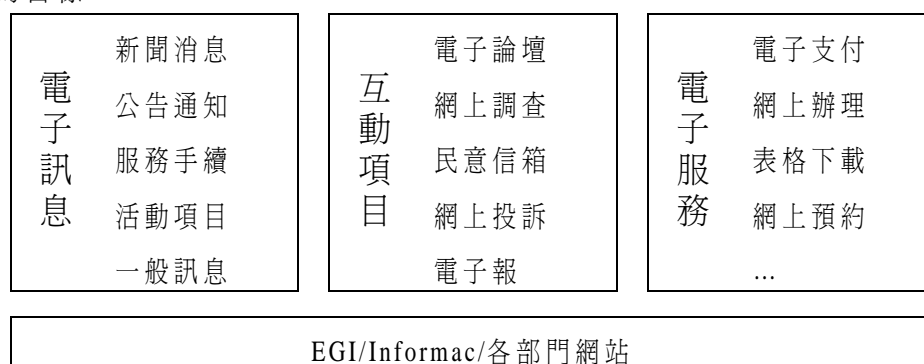 電子訊息
新聞消息
公告通知
服務手續
活動項目
一般訊息
互動項目
電子論壇
網上調查
民意信箱
網上投訴
電子報
電子服務
電子支付
網上辦理
表格下載
網上預約
...
EGI/Informac/各部門網站